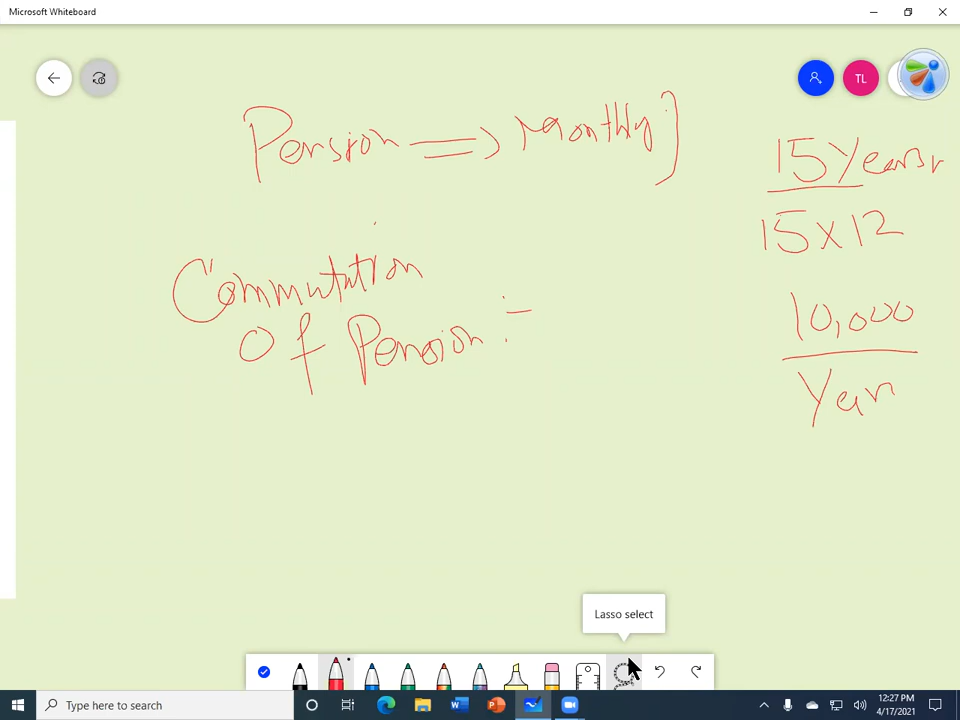 Microsoft Whiteboard
TL
Pension => Monthly]
15 Years
15 x 12
Commutation
Of Pension :-
10,000
Year
Lasso select
Type here to search
12:27 PM
4/17/2021